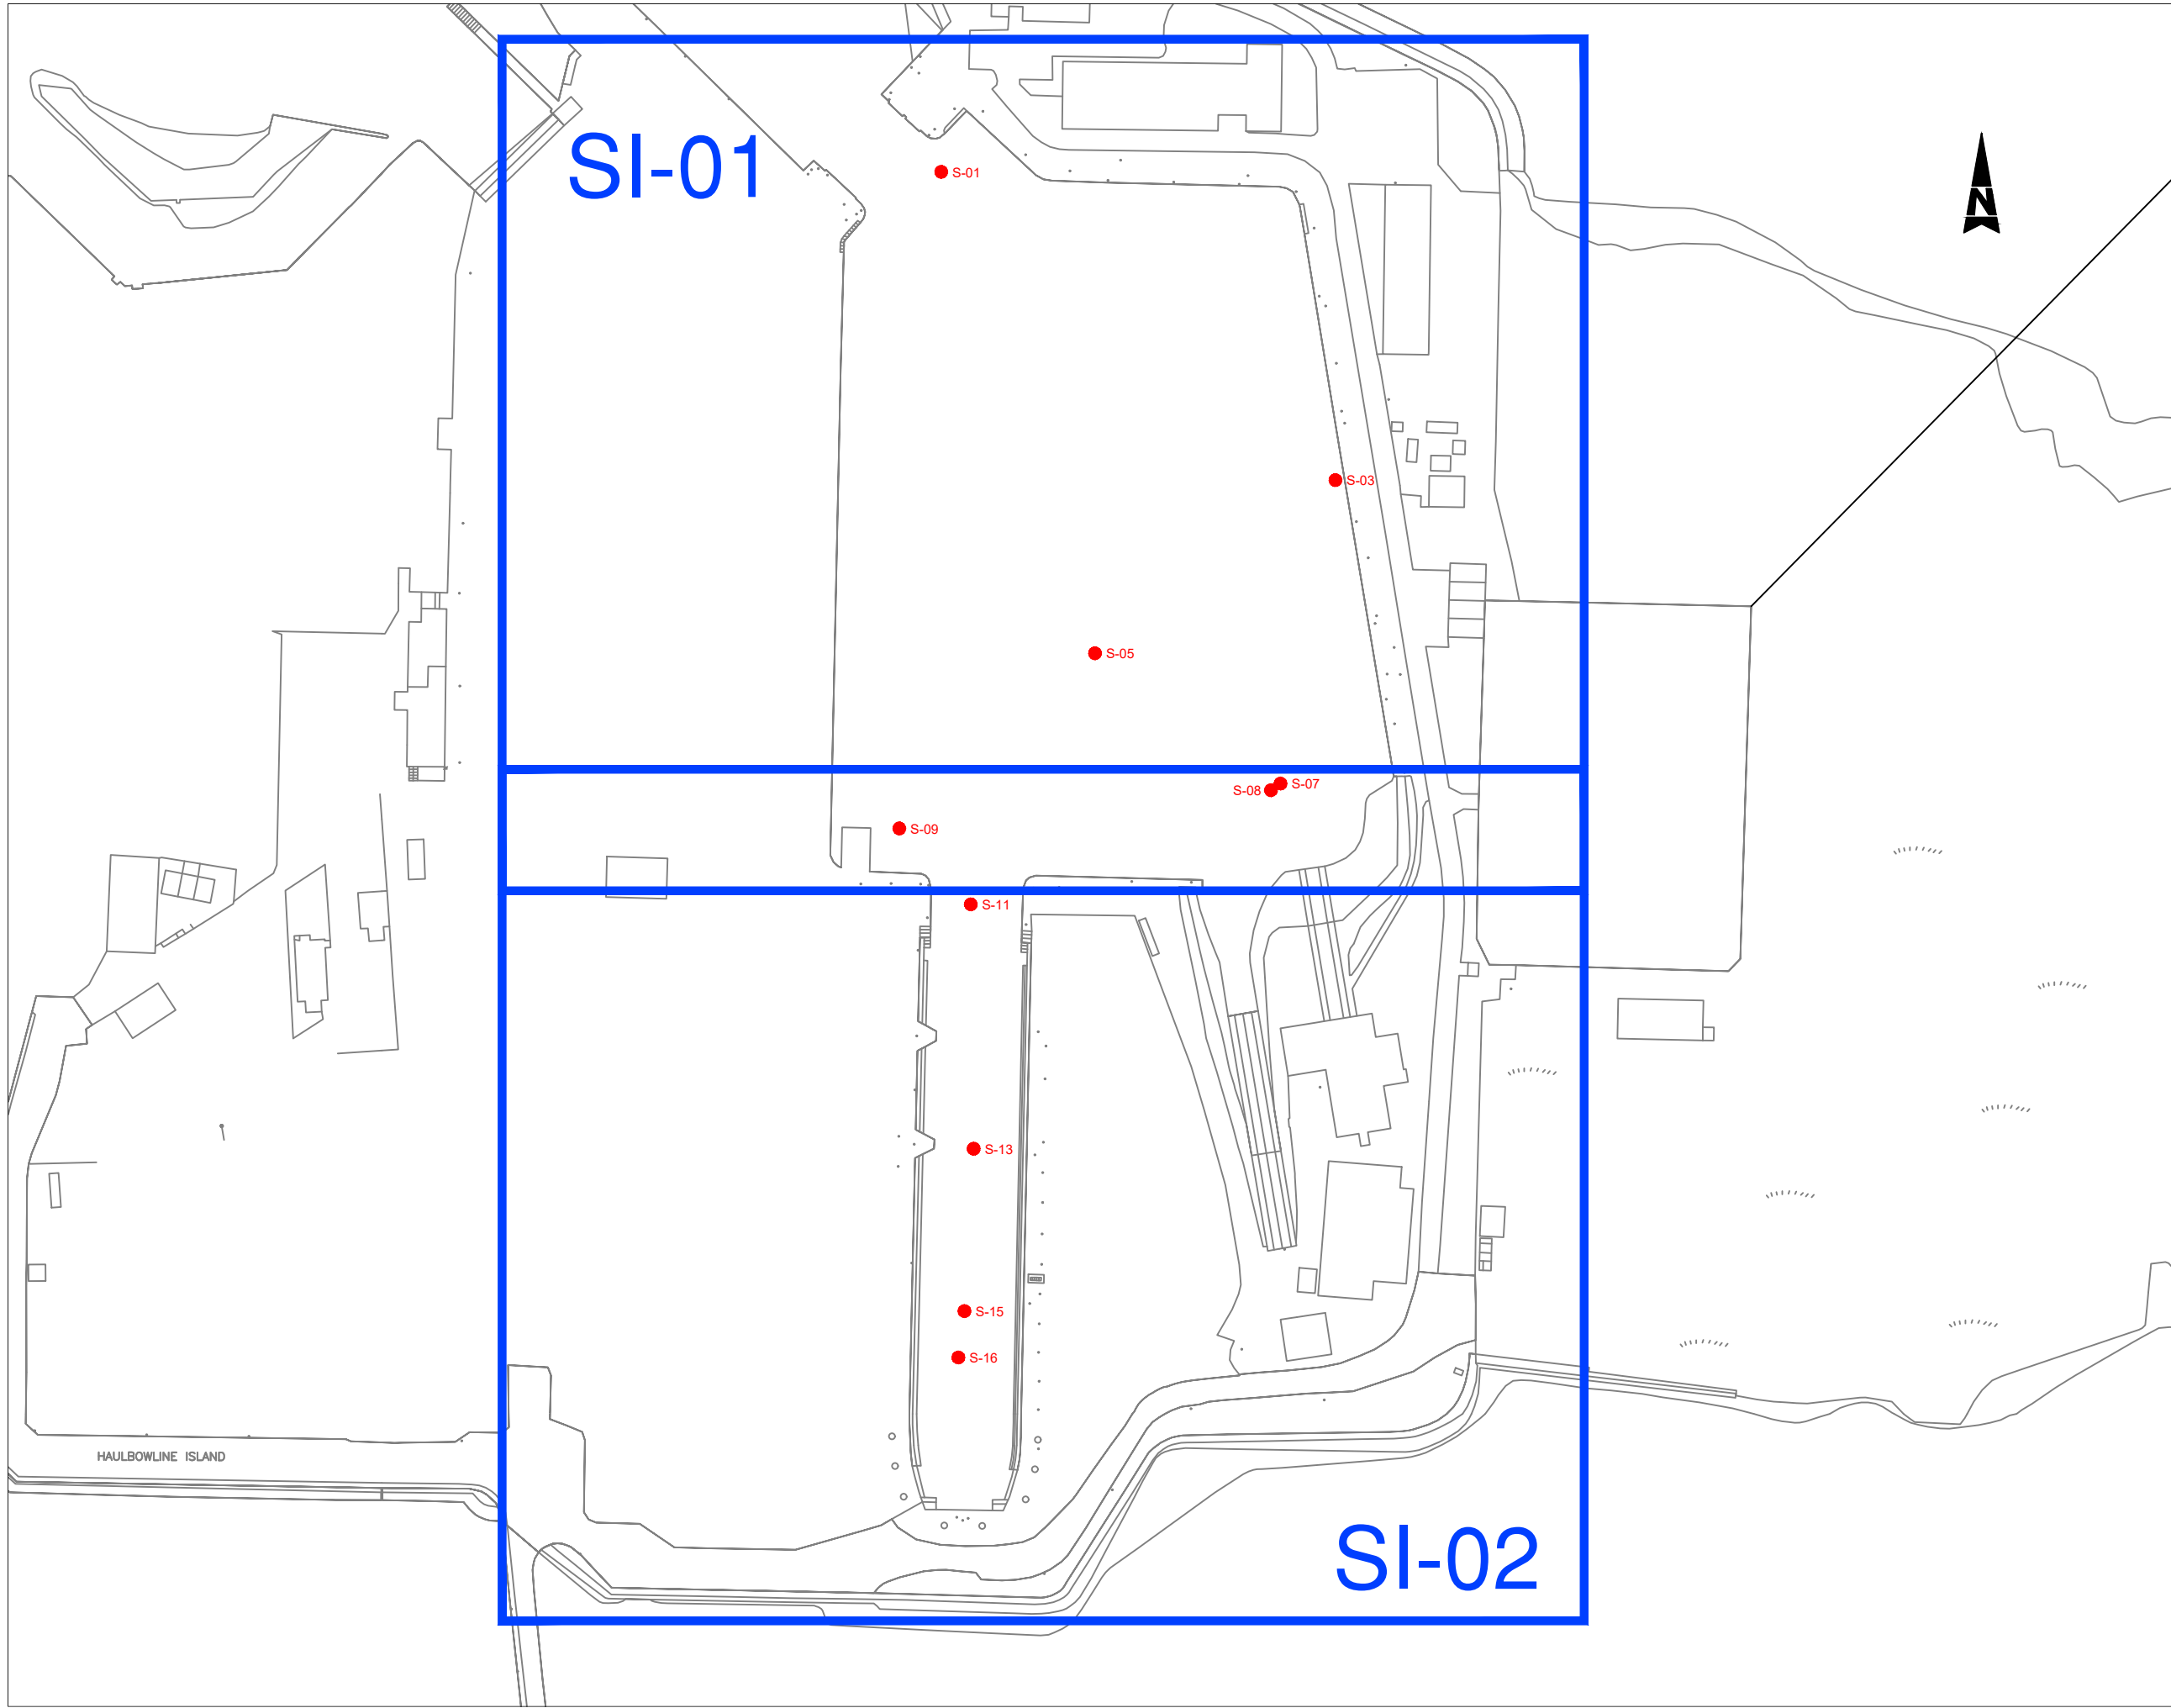 SI-01
S-01
N
S-03
S-05
S-07
S-08
S-09
S-11
S-13
S-15
S-16
HAULBOWLINE ISLAND
SI-02